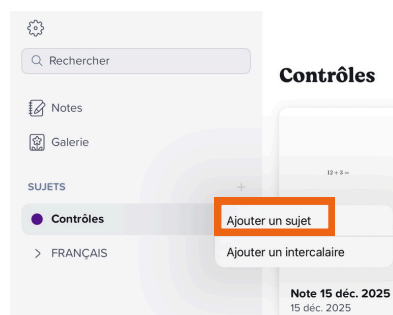 Rechercher
Contrôles
Notes
Galerie
12 + 3 =
SUJETS
Contrôles
Ajouter un sujet
FRANÇAIS
Ajouter un intercalaire
Note 15 déc. 2025
15 déc. 2025